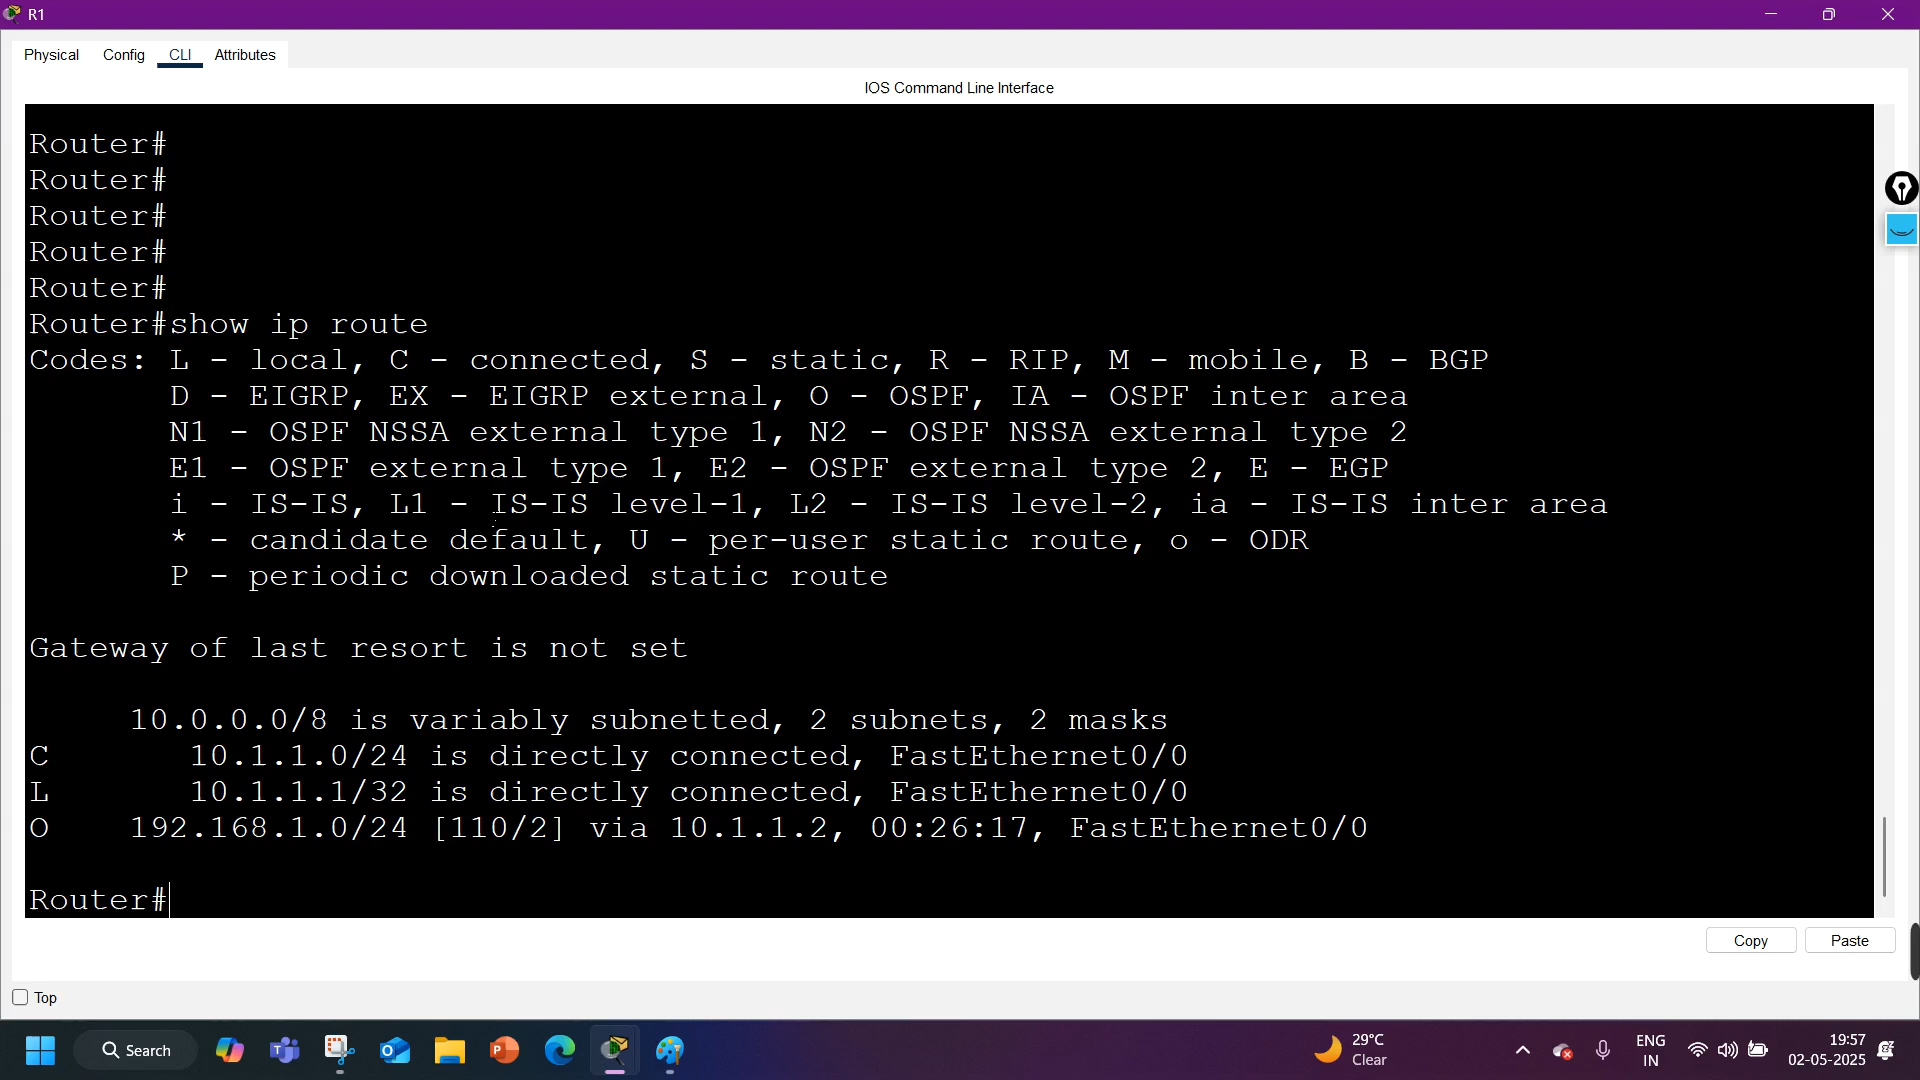 R1
Physical Config CLI Attributes
IOS Command Line Interface
Router#
Router#
Router#
Router#
Router#
Router#show ip route
Codes: L - local, C - connected, S - static, R - RIP, M - mobile, B - BGP
D - EIGRP, EX - EIGRP external, O - OSPF, IA - OSPF inter area
N1 - OSPF NSSA external type 1, N2 - OSPF NSSA external type 2
E1 - OSPF external type 1, E2 - OSPF external type 2, E - EGP
i - IS-IS, L1 - IS-IS level-1, L2 - IS-IS level-2, ia - IS-IS inter area
* - candidate default, U - per-user static route, o - ODR
P - periodic downloaded static route
Gateway of last resort is not set
10.0.0.0/8 is variably subnetted, 2 subnets, 2 masks
C 10.1.1.0/24 is directly connected, FastEthernet0/0
L 10.1.1.1/32 is directly connected, FastEthernet0/0
O 192.168.1.0/24 [110/2] via 10.1.1.2, 00:26:17, FastEthernet0/0
Router#
Copy Paste
Top
Search
29°C
Clear
ENG
IN
19:57
02-05-2025